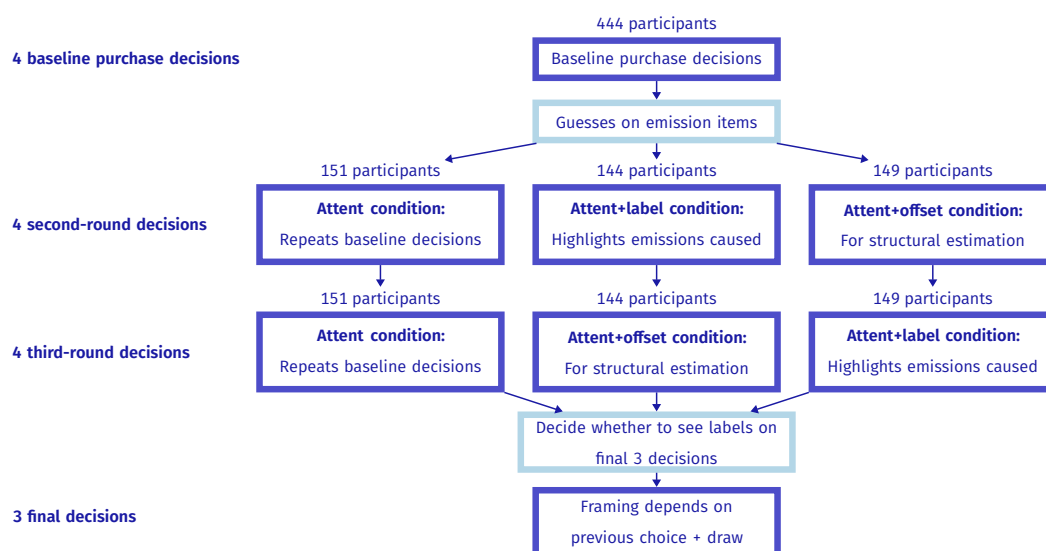 444 participants
4 baseline purchase decisions
Baseline purchase decisions
Guesses on emission items
151 participants
144 participants
149 participants
4 second-round decisions
Attent condition:
Repeats baseline decisions
Attent+label condition:
Highlights emissions caused
Attent+offset condition:
For structural estimation
151 participants
144 participants
149 participants
4 third-round decisions
Attent condition:
Repeats baseline decisions
Attent+offset condition:
For structural estimation
Attent+label condition:
Highlights emissions caused
Decide whether to see labels on
final 3 decisions
3 final decisions
Framing depends on
previous choice + draw